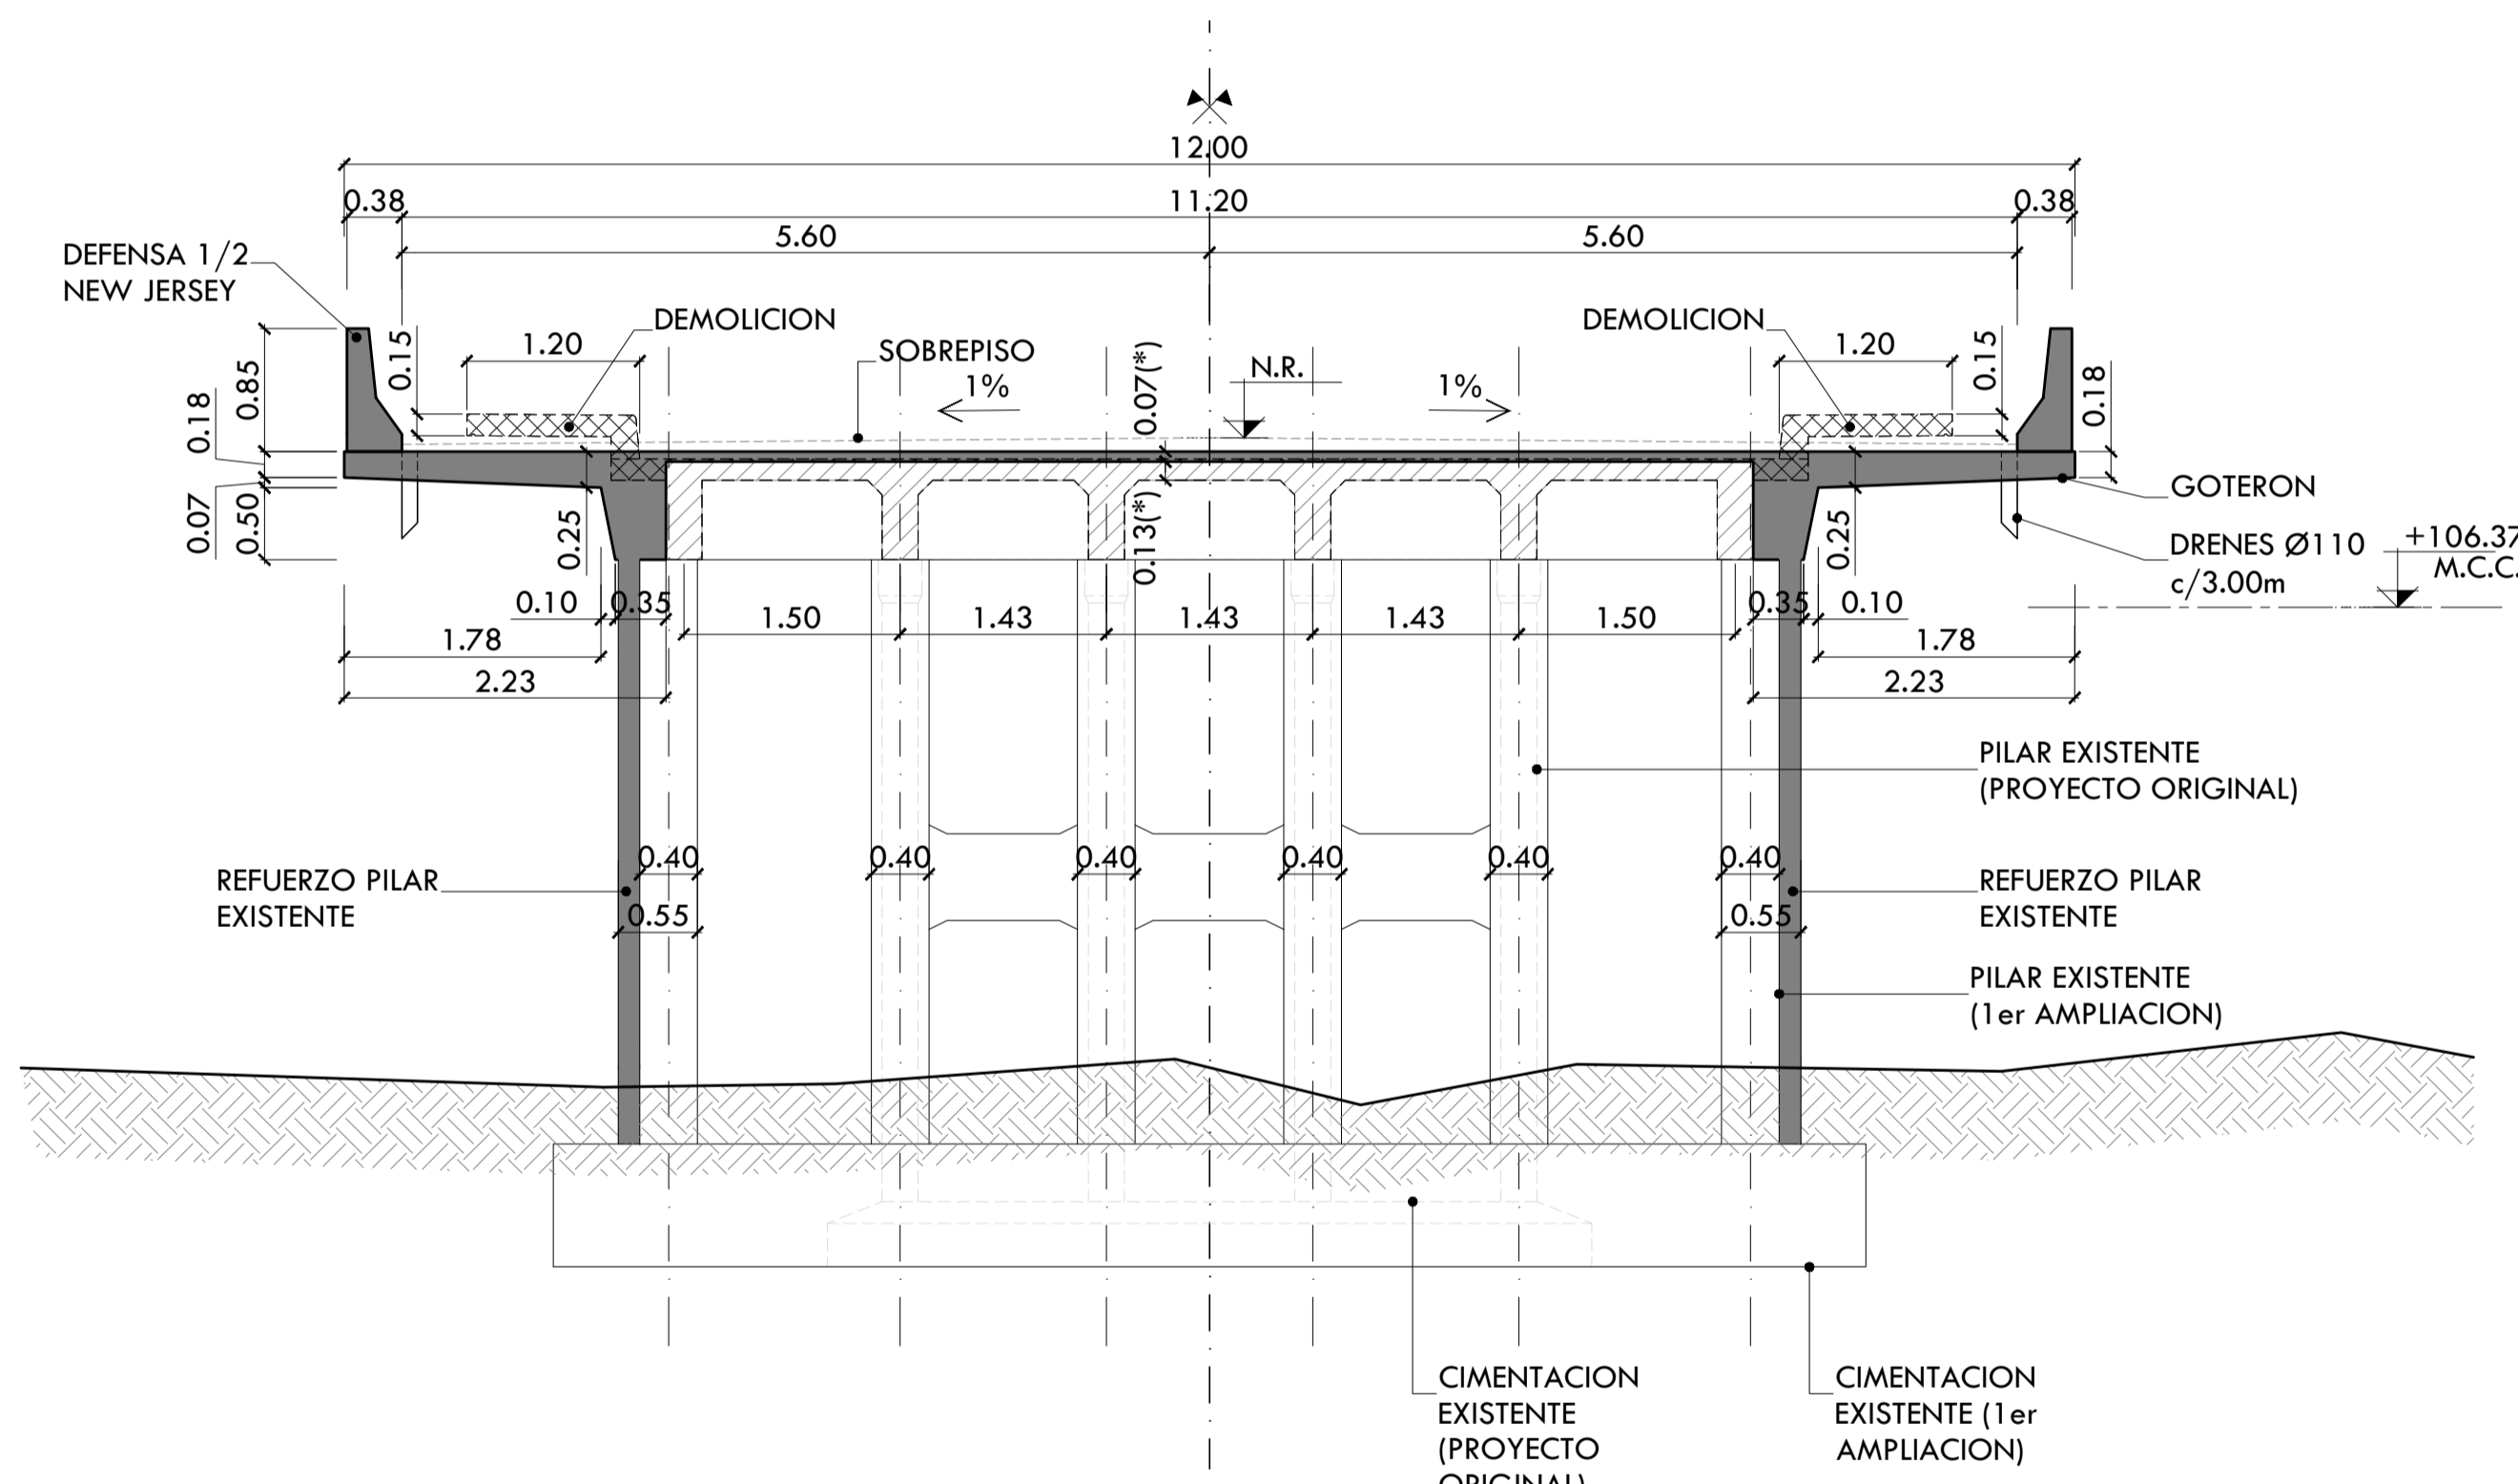 12.00
0.38
11.20
0.38
5.60
5.60
DEFENSA 1/2
NEW JERSEY
DEMOLICION
DEMOLICION
1.20
SOBREPISO
1%
N.R.
1%
1.20
0.15
0.85
0.18
0.07
0.50
0.25
0.07(*)
0.13(*)
0.15
0.18
0.25
GOTERON
DRENES Ø110
c/3.00m
+106.37
M.C.C.
0.10
0.35
1.50
1.43
1.43
1.43
1.50
0.35
0.10
1.78
1.78
2.23
2.23
PILAR EXISTENTE
(PROYECTO ORIGINAL)
0.40
0.40
0.40
0.40
0.40
0.40
REFUERZO PILAR
EXISTENTE
0.55
0.55
REFUERZO PILAR
EXISTENTE
PILAR EXISTENTE
(1er AMPLIACION)
CIMENTACION
EXISTENTE
(PROYECTO
ORIGINAL)
CIMENTACION
EXISTENTE (1er
AMPLIACION)